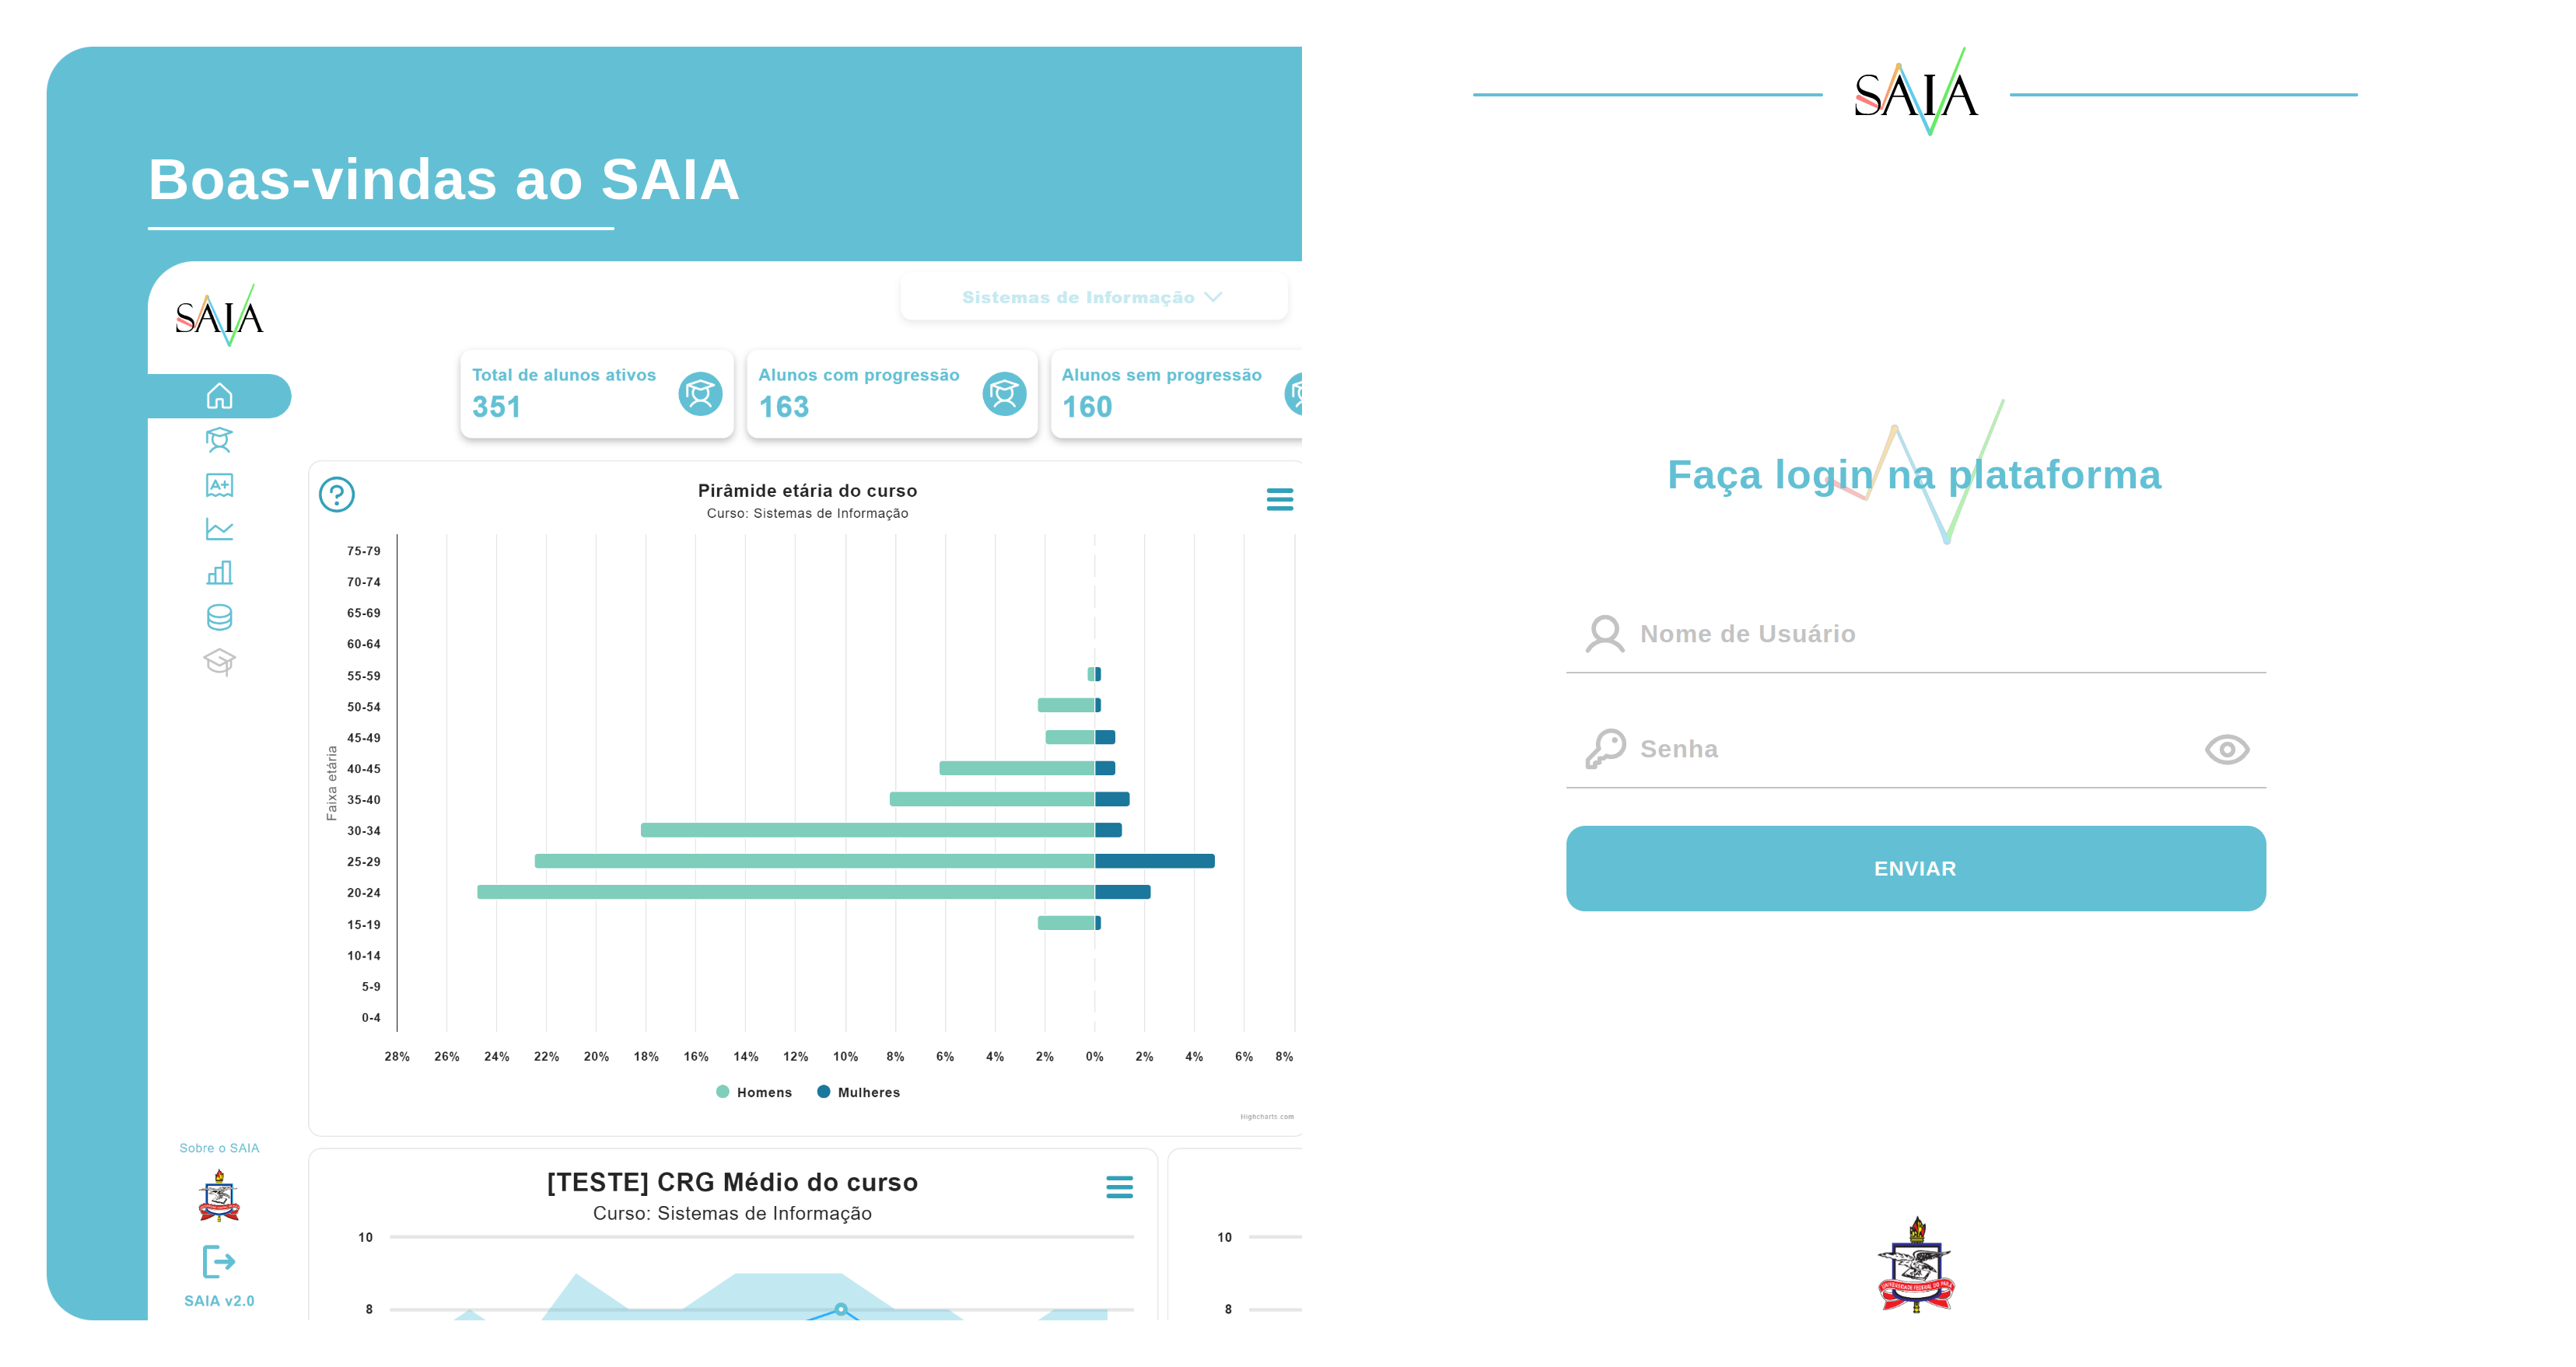 Boas-vindas ao SAIA
SAIA
Sistemas de Informação
Total de alunos ativos
351
Alunos com progressão
163
Alunos sem progressão
160
A+
?
Pirâmide etária do curso
Curso: Sistemas de Informação
Faixa etária
75-79
70-74
65-69
60-64
55-59
50-54
45-49
40-45
35-40
30-34
25-29
20-24
15-19
10-14
5-9
0-4
28% 26% 24% 22% 20% 18% 16% 14% 12% 10% 8% 6% 4% 2% 0% 2% 4% 6% 8%
Homens Mulheres
Highcharts.com
[TESTE] CRG Médio do curso
Curso: Sistemas de Informação
10
8
10
8
Sobre o SAIA
SAIA v2.0
SAIA
Faça login na plataforma
Nome de Usuário
Senha
ENVIAR
UNIVERSIDADE FEDERAL DO PARÁ